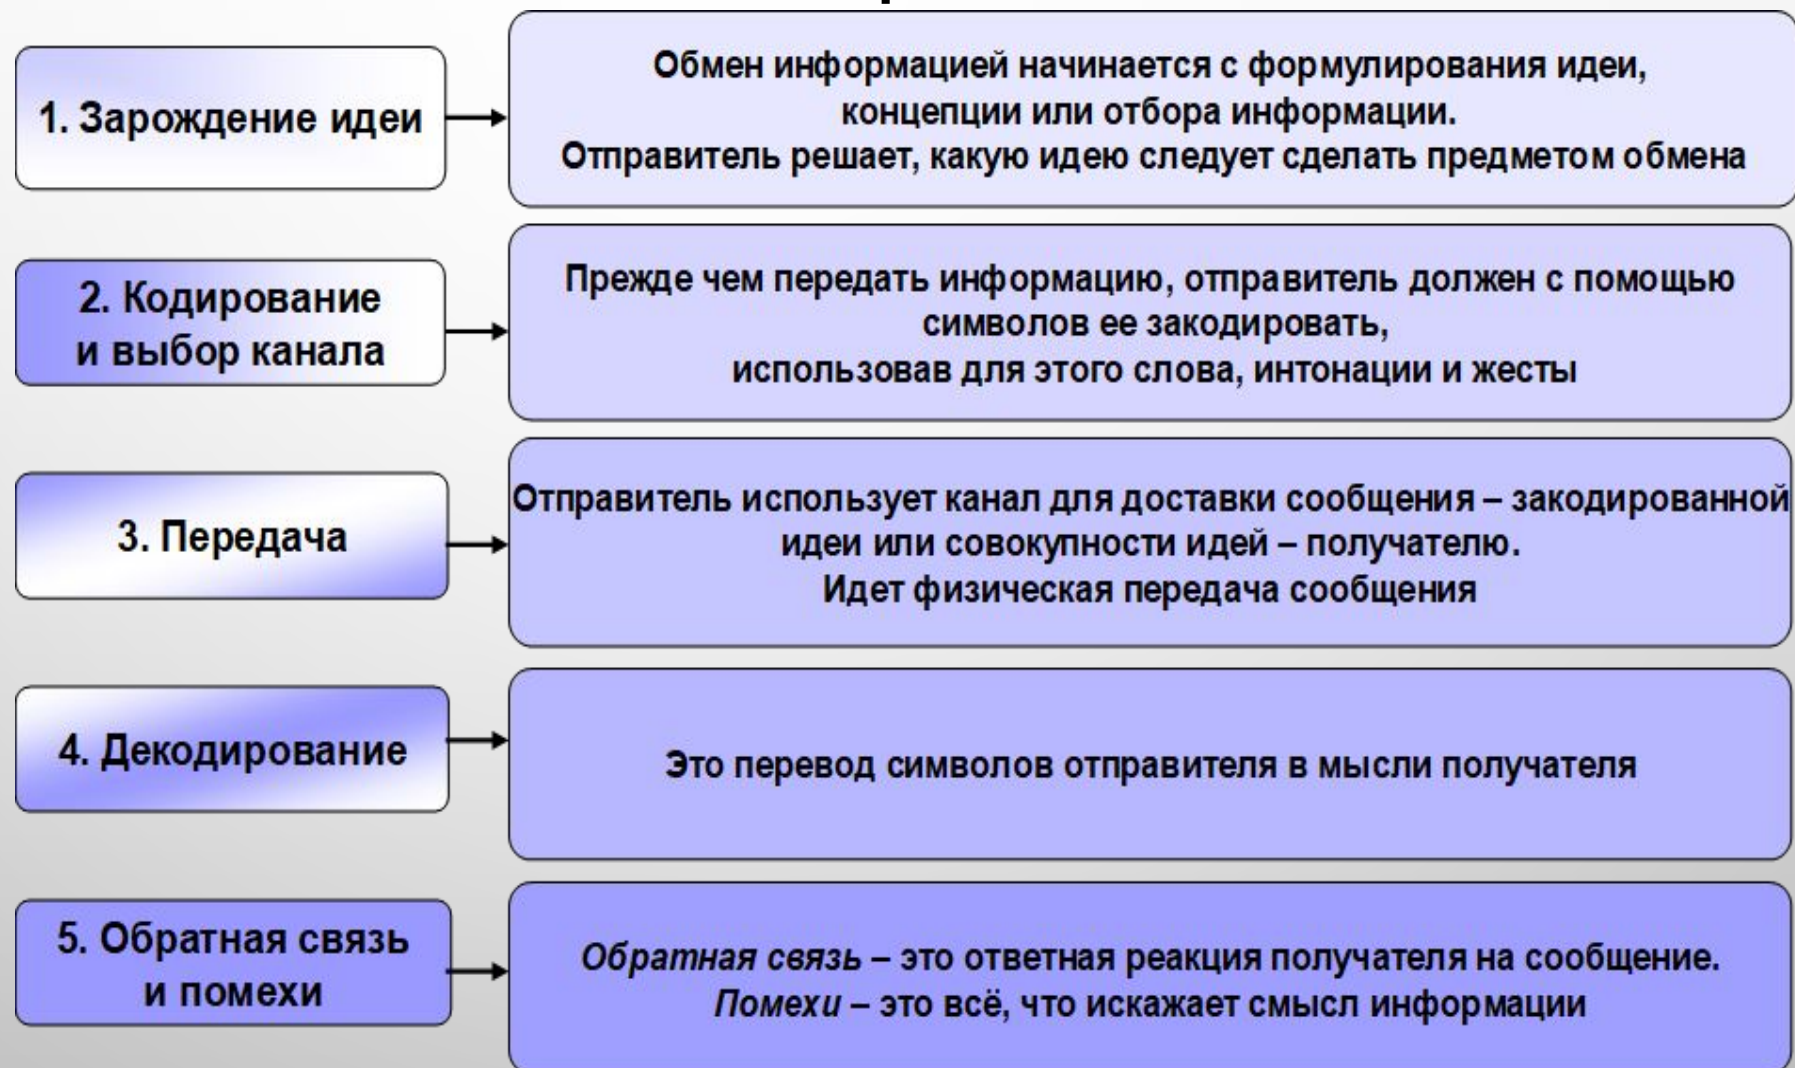 1. Зарождение идеи
Обмен информацией начинается с формулирования идеи,
концепции или отбора информации.
Отправитель решает, какую идею следует сделать предметом обмена
2. Кодирование
и выбор канала
Прежде чем передать информацию, отправитель должен с помощью
символов ее закодировать,
использовав для этого слова, интонации и жесты
3. Передача
Отправитель использует канал для доставки сообщения – закодированной
идеи или совокупности идей – получателю.
Идет физическая передача сообщения
4. Декодирование
Это перевод символов отправителя в мысли получателя
5. Обратная связь
и помехи
Обратная связь – это ответная реакция получателя на сообщение.
Помехи – это всё, что искажает смысл информации